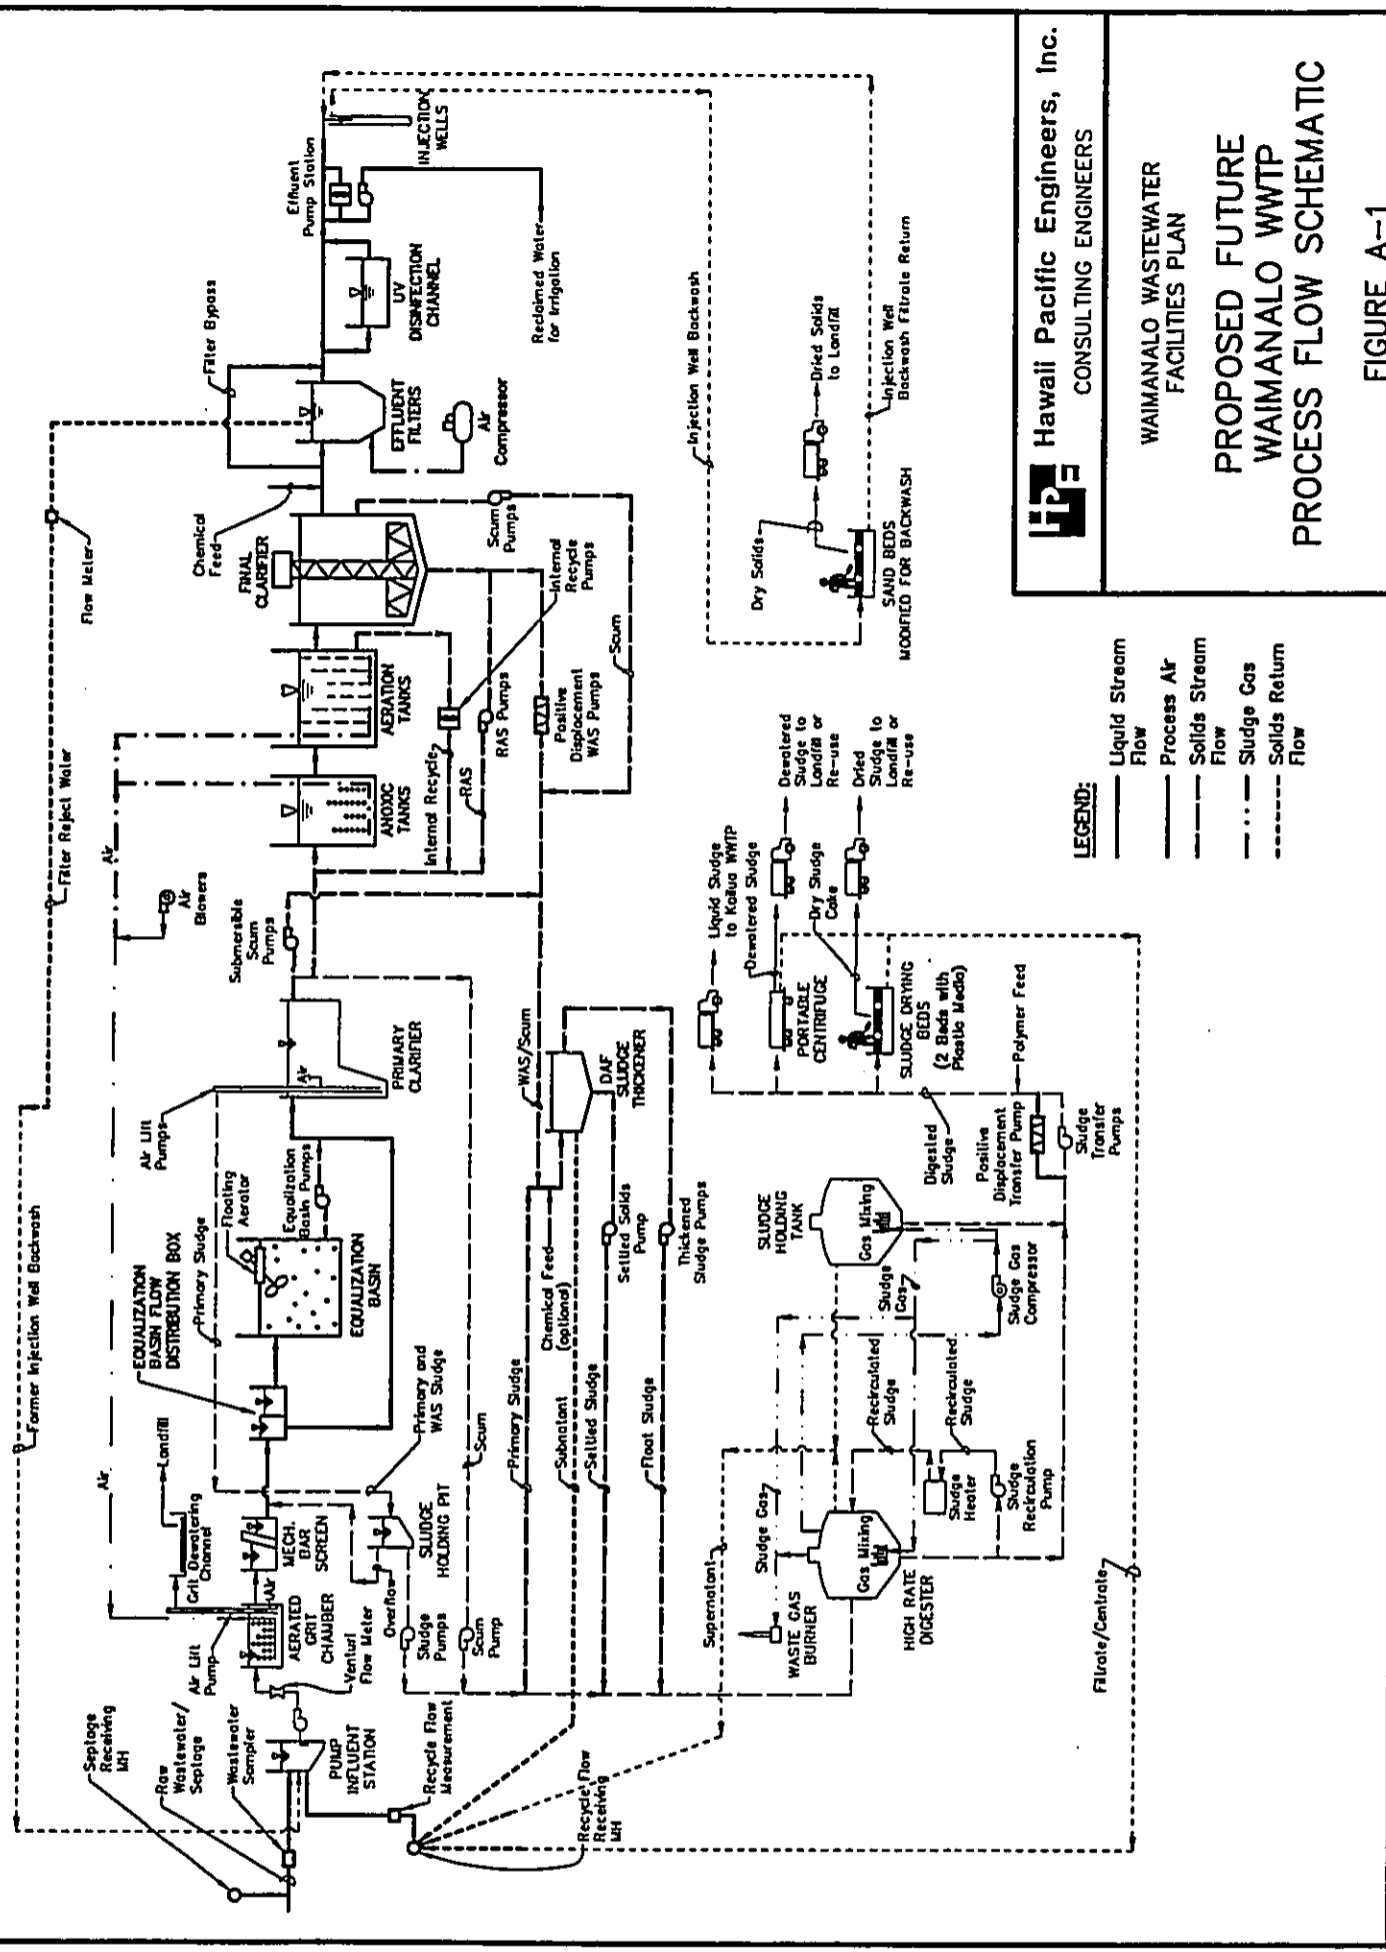 Former Injection Well Backwash
Filter Reject Water
Flow Meter
Air
Air
Air Lift
Pumps
Air
Blowers
Submersible
Scum
Pumps
Chemical
Feed
Filter Bypass
Effluent
Pump Station
INJECTION
WELLS
Septage
Receiving
MH
Raw
Wastewater/
Septage
Wastewater
Sampler
PUMP
INFLUENT
STATION
Air Lift
Pump
AERATED
GRIT
CHAMBER
Venturi
Flow Meter
Air
Grit Dewatering
Channel
Landfill
MECH.
BAR
SCREEN
EQUALIZATION
BASIN FLOW
DISTRIBUTION BOX
Primary Sludge
Floating
Aerator
EQUALIZATION
BASIN
Equalization
Basin Pumps
Air
PRIMARY
CLARIFIER
ANOXIC
TANKS
AERATION
TANKS
FINAL
CLARIFIER
EFFLUENT
FILTERS
Air
Compressor
UV
DISINFECTION
CHANNEL
Reclaimed Water
for Irrigation
Recycle Flow
Measurement
Recycle Flow
Receiving
MH
Overflow
SLUDGE
HOLDING PIT
Primary and
WAS Sludge
Sludge
Pumps
Scum
Pump
Scum
Internal Recycle
RAS
RAS Pumps
Internal
Recycle
Pumps
Scum
Pumps
Positive
Displacement
WAS Pumps
Scum
WAS/Scum
Primary Sludge
Chemical Feed
(optional)
DAF
SLUDGE
THICKENER
Subnatant
Settled Sludge
Settled Solids
Pump
Float Sludge
Thickened
Sludge Pumps
Injection Well Backwash
Dry Solids
Dried Solids
to Landfill
SAND BEDS
MODIFIED FOR BACKWASH
Injection Well
Backwash Filtrate Return
Supernatant
Sludge Gas
WASTE GAS
BURNER
Gas Mixing
HIGH RATE
DIGESTER
Recirculated
Sludge
Recirculated
Sludge
Sludge
Heater
Sludge
Recirculation
Pump
Sludge
Gas
Sludge Gas
Compressor
SLUDGE
HOLDING
TANK
Gas Mixing
Positive
Displacement
Transfer Pump
Sludge
Transfer
Pumps
Digested
Sludge
Polymer Feed
Liquid Sludge
to Kailua WWTP
Dewatered Sludge
PORTABLE
CENTRIFUGE
Dewatered
Sludge to
Landfill or
Re-use
Dry Sludge
Cake
Dried
Sludge to
Landfill or
Re-use
SLUDGE DRYING
BEDS
(2 Beds with
Plastic Media)
Filtrate/Centrate
LEGEND:
Liquid Stream
Flow
Process Air
Solids Stream
Flow
Sludge Gas
Solids Return
Flow
HPE
Hawaii Pacific Engineers, Inc.
CONSULTING ENGINEERS
WAIMANALO WASTEWATER
FACILITIES PLAN
PROPOSED FUTURE
WAIMANALO WWTP
PROCESS FLOW SCHEMATIC
FIGURE A-1